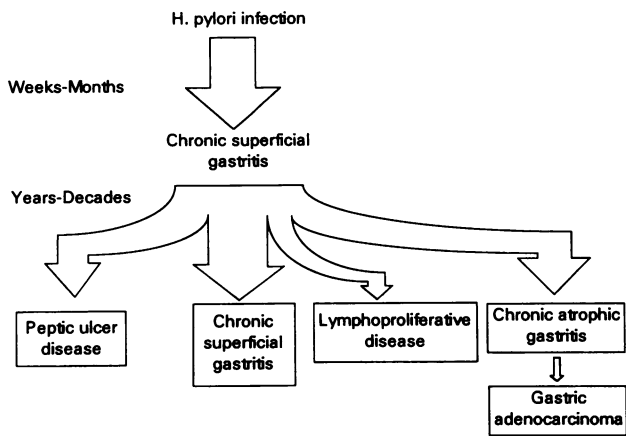 H. pylori infection
Weeks-Months
Chronic superficial
gastritis
Years-Decades
Peptic ulcer
disease
Chronic
superficial
gastritis
Lymphoproliferative
disease
Chronic atrophic
gastritis
Gastric
adenocarcinoma